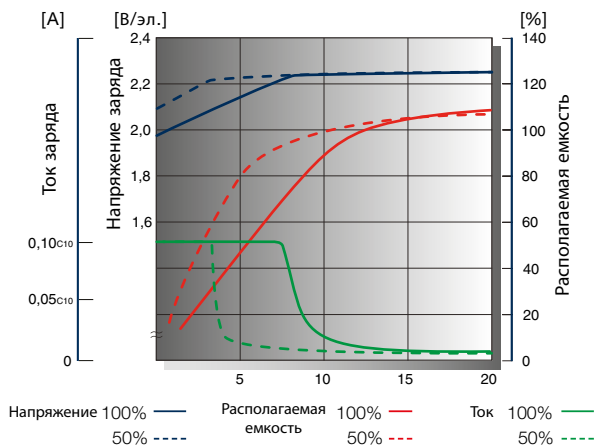 [А] [В/эл.] [%]
Ток заряда
Напряжение заряда
Располагаемая емкость
0,10C10
0,05C10
0
2,4
2,2
2,0
1,8
1,6
140
120
100
80
60
40
20
0
5 10 15 20
Напряжение 100% Располагаемая емкость 100% Ток 100%
50% 50% 50%